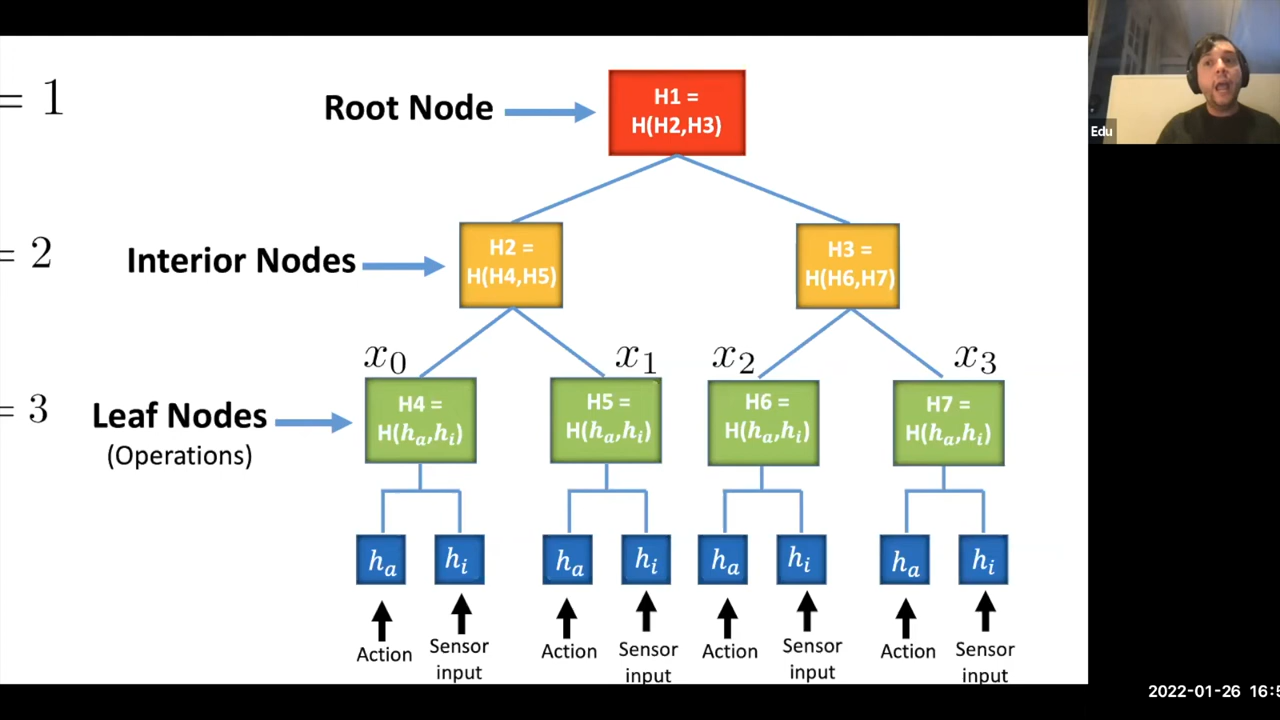 = 1
Root Node
H1 =
H(H2,H3)
Edu
= 2
Interior Nodes
H2 =
H(H4,H5)
H3 =
H(H6,H7)
x₀
x₁
x₂
x₃
= 3
Leaf Nodes
(Operations)
H4 =
H(hₐ,hᵢ)
H5 =
H(hₐ,hᵢ)
H6 =
H(hₐ,hᵢ)
H7 =
H(hₐ,hᵢ)
hₐ
hᵢ
hₐ
hᵢ
hₐ
hᵢ
hₐ
hᵢ
Action
Sensor
input
Action
Sensor
input
Action
Sensor
input
Action
Sensor
input
2022-01-26 16:5